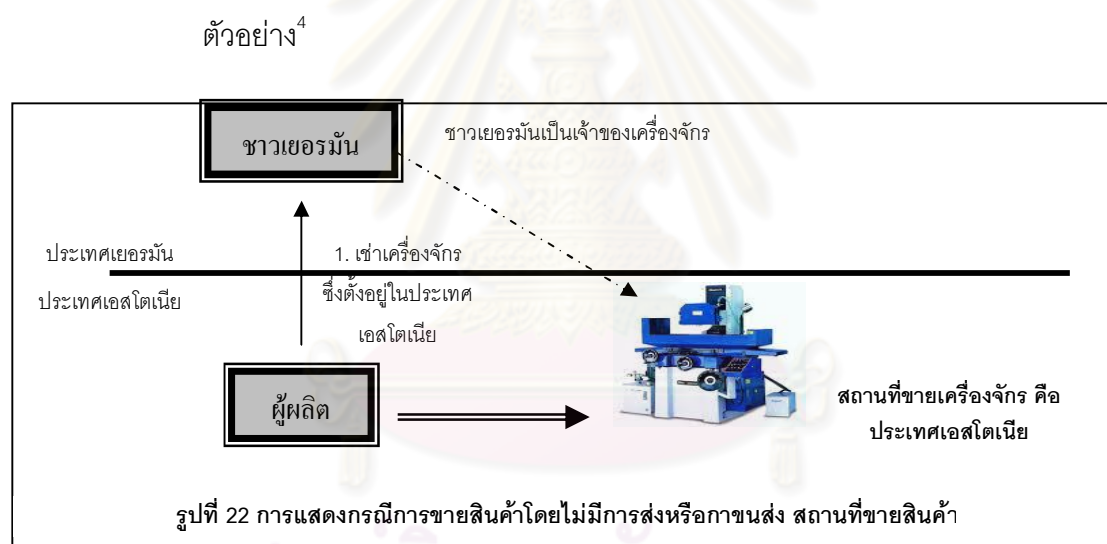 ตัวอย่าง4
ชาวเยอรมัน
ชาวเยอรมันเป็นเจ้าของเครื่องจักร
ประเทศเยอรมัน
1. เช่าเครื่องจักร
ประเทศเอสโตเนีย
ซึ่งตั้งอยู่ในประเทศ
เอสโตเนีย
ผู้ผลิต
สถานที่ขายเครื่องจักร คือ
ประเทศเอสโตเนีย
รูปที่ 22 การแสดงกรณีการขายสินค้าโดยไม่มีการส่งหรือกาขนส่ง สถานที่ขายสินค้า